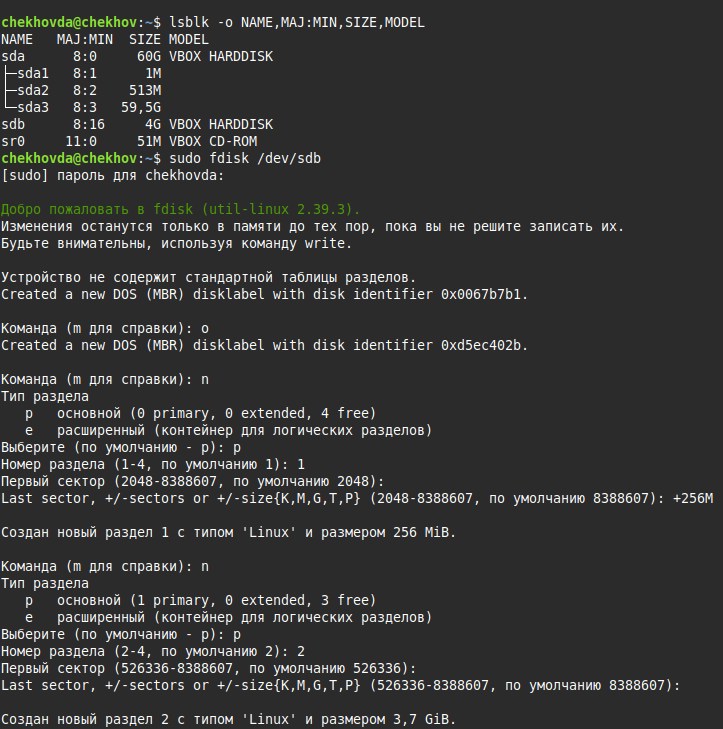 chekhovda@chekhov:~$ lsblk -o NAME,MAJ:MIN,SIZE,MODEL
NAME   MAJ:MIN  SIZE MODEL
sda      8:0     60G VBOX HARDDISK
├─sda1   8:1      1M
├─sda2   8:2    513M
└─sda3   8:3   59,5G
sdb      8:16     4G VBOX HARDDISK
sr0     11:0     51M VBOX CD-ROM
chekhovda@chekhov:~$ sudo fdisk /dev/sdb
[sudo] пароль для chekhovda:
Добро пожаловать в fdisk (util-linux 2.39.3).
Изменения останутся только в памяти до тех пор, пока вы не решите записать их.
Будьте внимательны, используя команду write.
Устройство не содержит стандартной таблицы разделов.
Created a new DOS (MBR) disklabel with disk identifier 0x0067b7b1.
Команда (m для справки): o
Created a new DOS (MBR) disklabel with disk identifier 0xd5ec402b.
Команда (m для справки): n
Тип раздела
   p   основной (0 primary, 0 extended, 4 free)
   e   расширенный (контейнер для логических разделов)
Выберите (по умолчанию - p): p
Номер раздела (1-4, по умолчанию 1): 1
Первый сектор (2048-8388607, по умолчанию 2048):
Last sector, +/-sectors or +/-size{K,M,G,T,P} (2048-8388607, по умолчанию 8388607): +256M
Создан новый раздел 1 с типом 'Linux' и размером 256 MiB.
Команда (m для справки): n
Тип раздела
   p   основной (1 primary, 0 extended, 3 free)
   e   расширенный (контейнер для логических разделов)
Выберите (по умолчанию - p): p
Номер раздела (2-4, по умолчанию 2): 2
Первый сектор (526336-8388607, по умолчанию 526336):
Last sector, +/-sectors or +/-size{K,M,G,T,P} (526336-8388607, по умолчанию 8388607):
Создан новый раздел 2 с типом 'Linux' и размером 3,7 GiB.